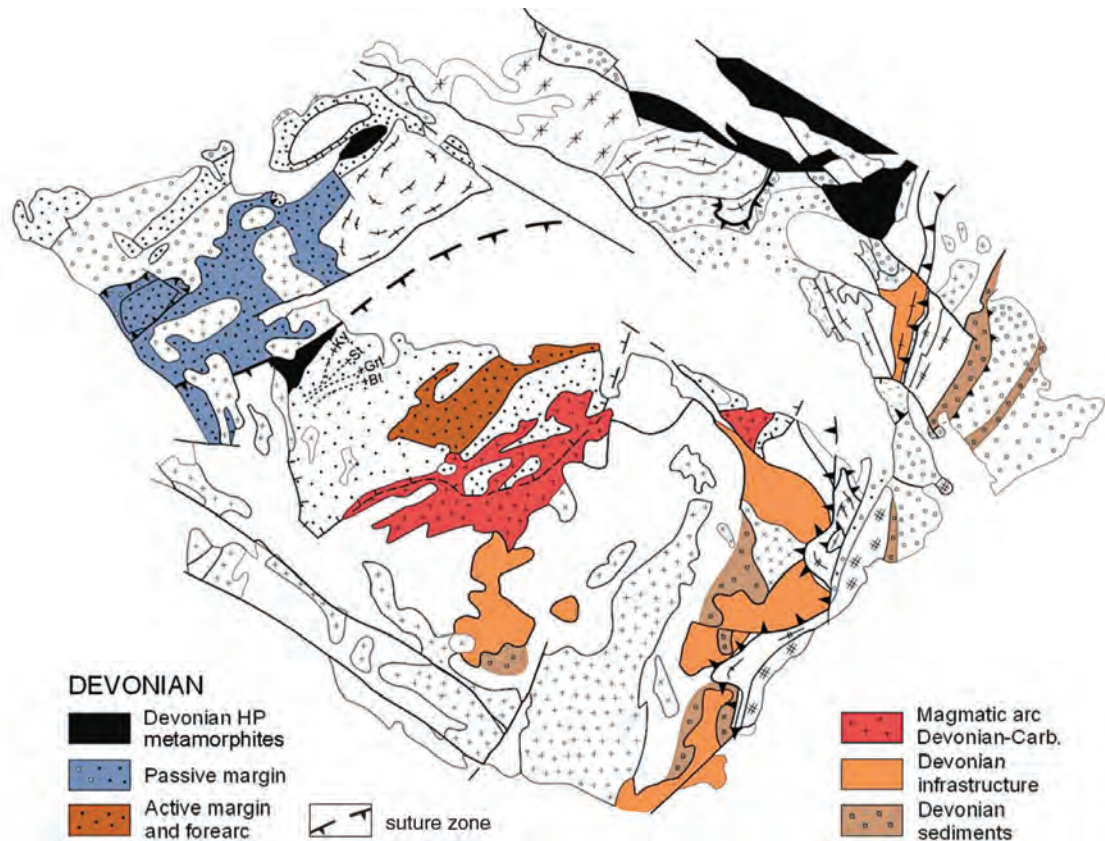 +Ky
+St
+Grt
+Bt
DEVONIAN
Devonian HP
metamorphites
Passive margin
Active margin
and forearc
suture zone
Magmatic arc
Devonian-Carb.
Devonian
infrastructure
Devonian
sediments